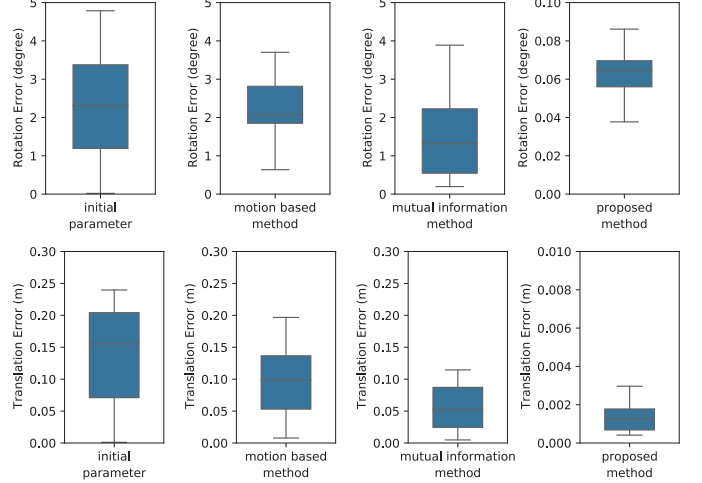 5
4
3
2
1
0
Rotation Error (degree)
initial
parameter
5
4
3
2
1
0
Rotation Error (degree)
motion based
method
5
4
3
2
1
0
Rotation Error (degree)
mutual information
method
0.10
0.08
0.06
0.04
0.02
0.00
Rotation Error (degree)
proposed
method
0.30
0.25
0.20
0.15
0.10
0.05
0.00
Translation Error (m)
initial
parameter
0.30
0.25
0.20
0.15
0.10
0.05
0.00
Translation Error (m)
motion based
method
0.30
0.25
0.20
0.15
0.10
0.05
0.00
Translation Error (m)
mutual information
method
0.010
0.008
0.006
0.004
0.002
0.000
Translation Error (m)
proposed
method